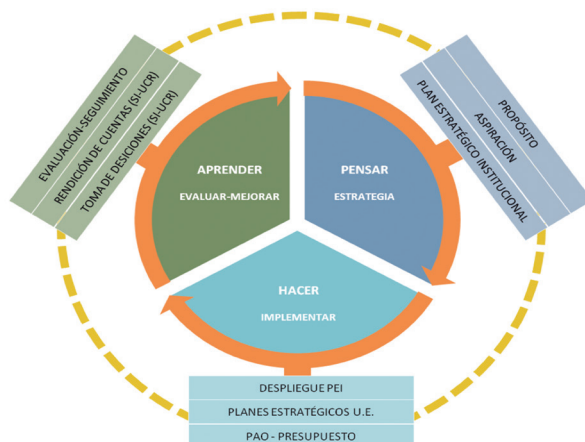 EVALUACIÓN-SEGUIMIENTO
RENDICIÓN DE CUENTAS (SI-UCR)
TOMA DE DESICIONES (SI-UCR)
PROPÓSITO
ASPIRACIÓN
PLAN ESTRATÉGICO INSTITUCIONAL
APRENDER
EVALUAR-MEJORAR
PENSAR
ESTRATEGIA
HACER
IMPLEMENTAR
DESPLIEGUE PEI
PLANES ESTRATÉGICOS U.E.
PAO - PRESUPUESTO